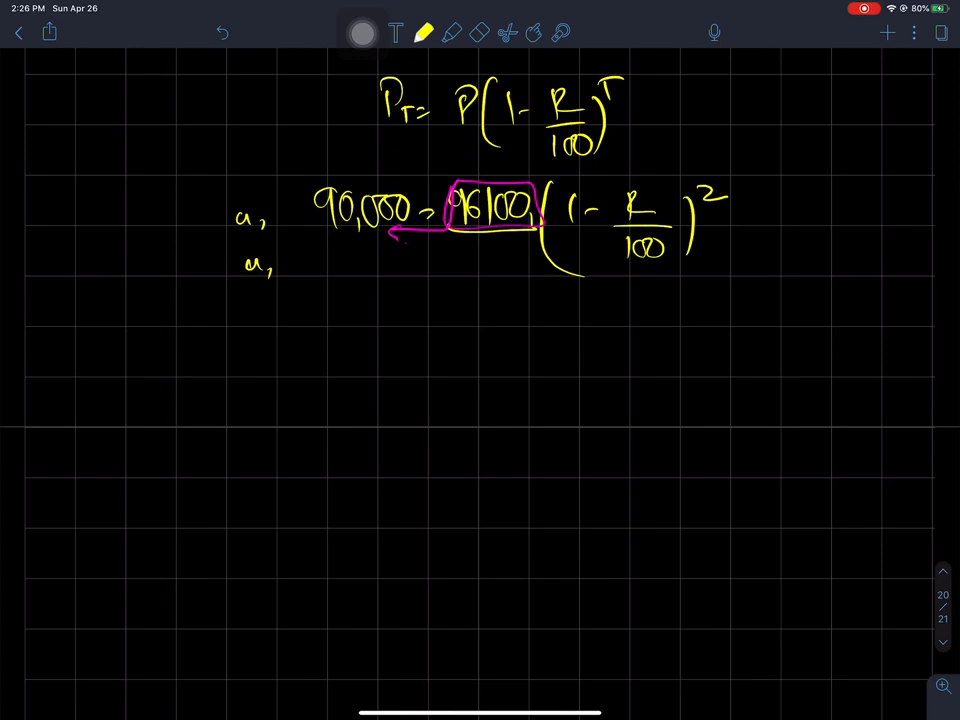 2:26 PM Sun Apr 26
80%
T
P_T = P(1 - R/100)^T
a, 90,000 = 96100, (1 - R/100)^2
a,
20
/
21